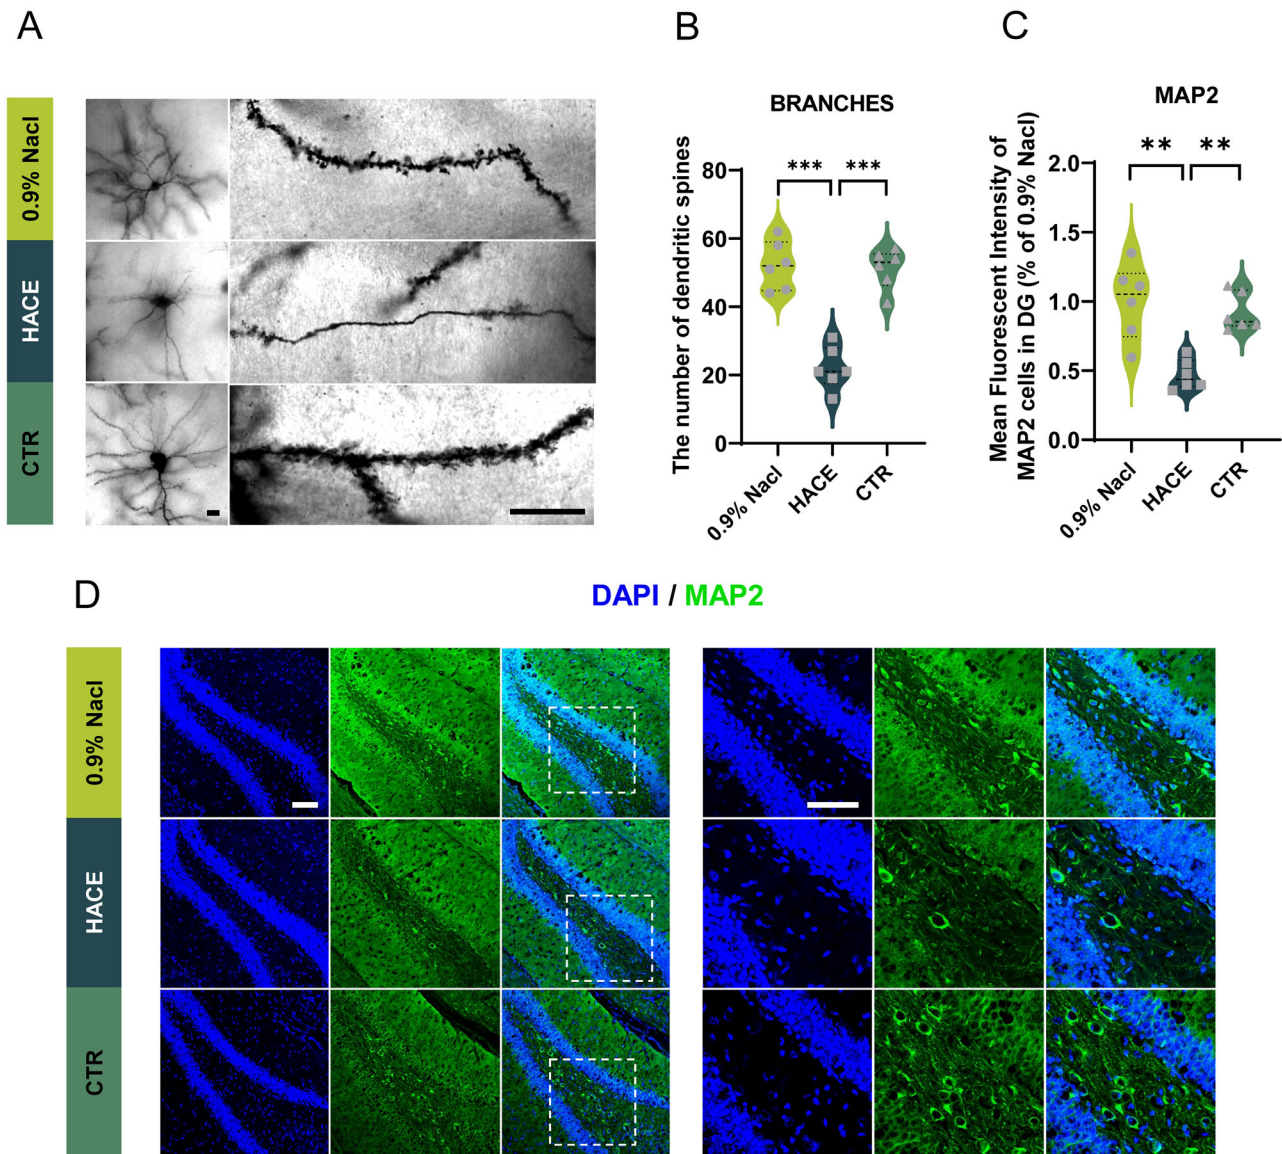 A
0.9% Nacl
HACE
CTR
B
BRANCHES
The number of dendritic spines
80
60
40
20
0
***
***
0.9% Nacl
HACE
CTR
C
MAP2
Mean Fluorescent Intensity of
MAP2 cells in DG (% of 0.9% Nacl)
2.0
1.5
1.0
0.5
0.0
**
**
0.9% Nacl
HACE
CTR
D
DAPI / MAP2
0.9% Nacl
HACE
CTR